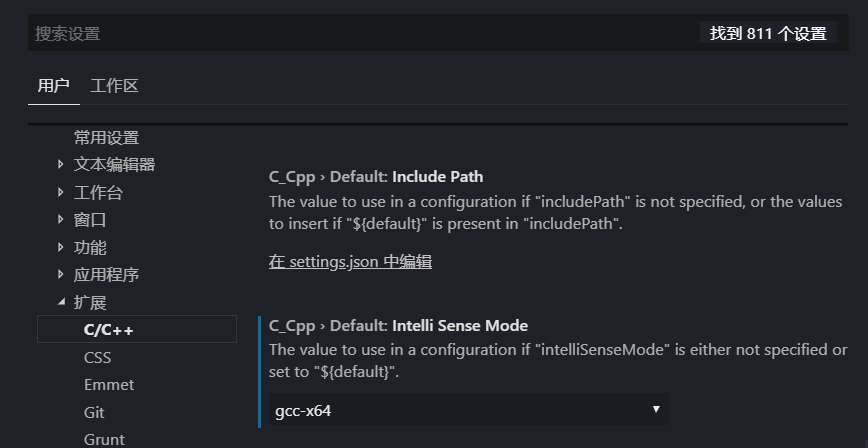 搜索设置
找到 811 个设置
用户 工作区
常用设置
文本编辑器
工作台
窗口
功能
应用程序
扩展
C/C++
CSS
Emmet
Git
Grunt
C_Cpp › Default: Include Path
The value to use in a configuration if "includePath" is not specified, or the values
to insert if "${default}" is present in "includePath".
在 settings.json 中编辑
C_Cpp › Default: Intelli Sense Mode
The value to use in a configuration if "intelliSenseMode" is either not specified or
set to "${default}".
gcc-x64